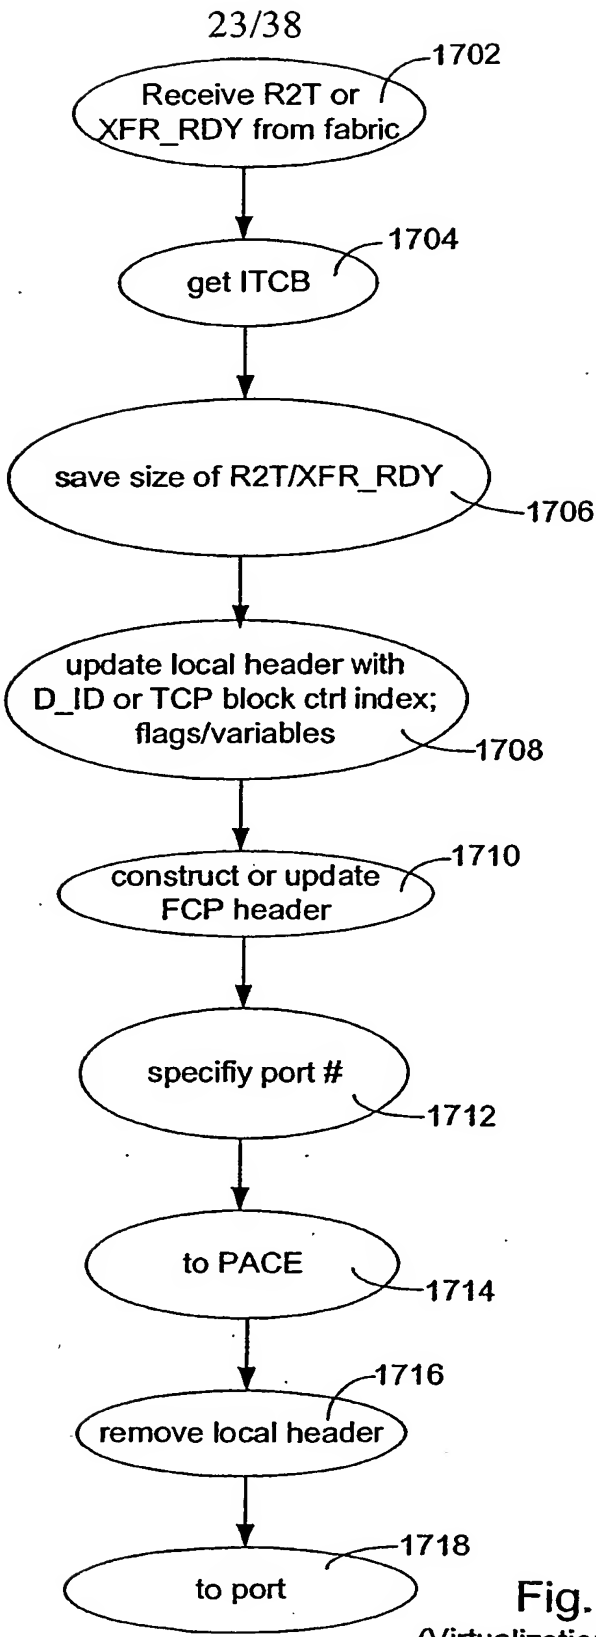 23/38
1702
Receive R2T or
XFR_RDY from fabric
1704
get ITCB
save size of R2T/XFR_RDY
1706
update local header with
D_ID or TCP block ctrl index;
flags/variables
1708
1710
construct or update
FCP header
specifiy port #
1712
to PACE
1714
1716
remove local header
1718
to port
Fig.